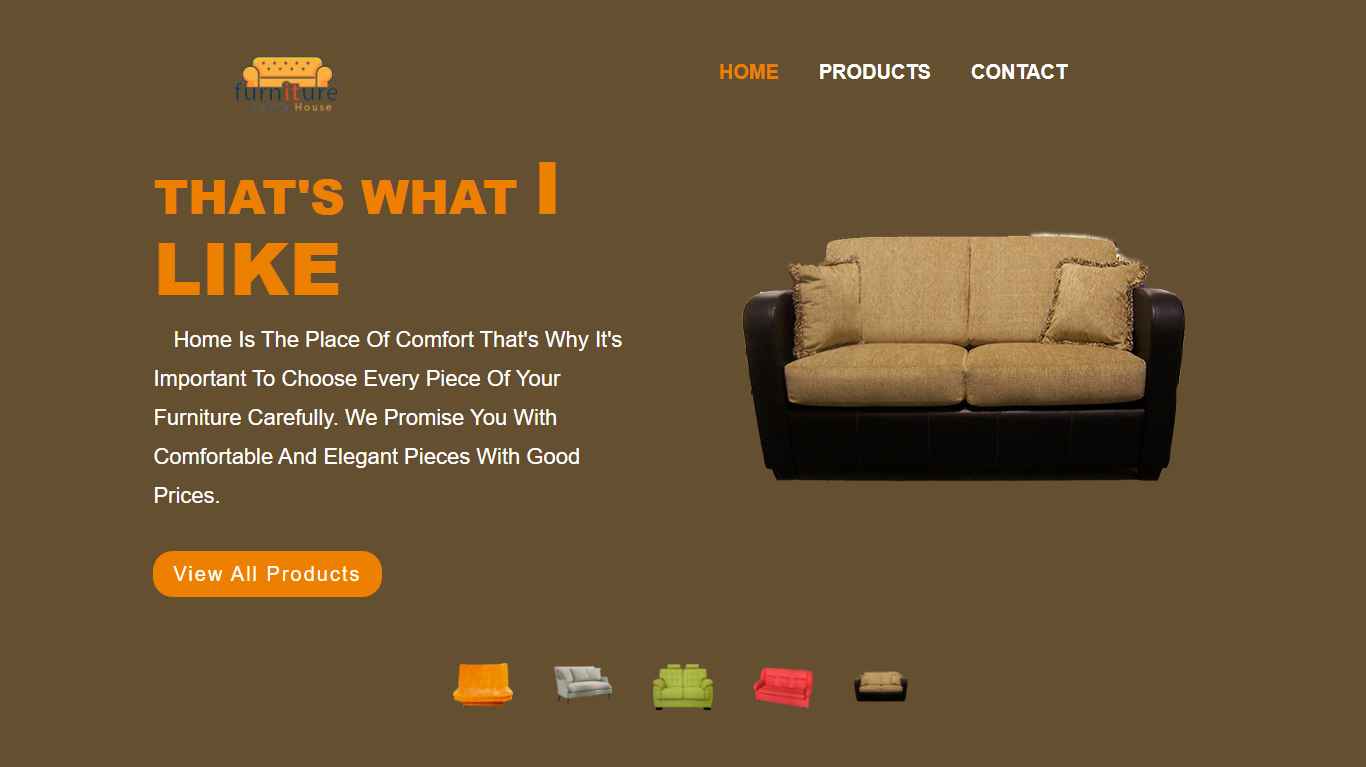 furniture
Comfy House
HOME PRODUCTS CONTACT
THAT'S WHAT I
LIKE
Home Is The Place Of Comfort That's Why It's
Important To Choose Every Piece Of Your
Furniture Carefully. We Promise You With
Comfortable And Elegant Pieces With Good
Prices.
View All Products